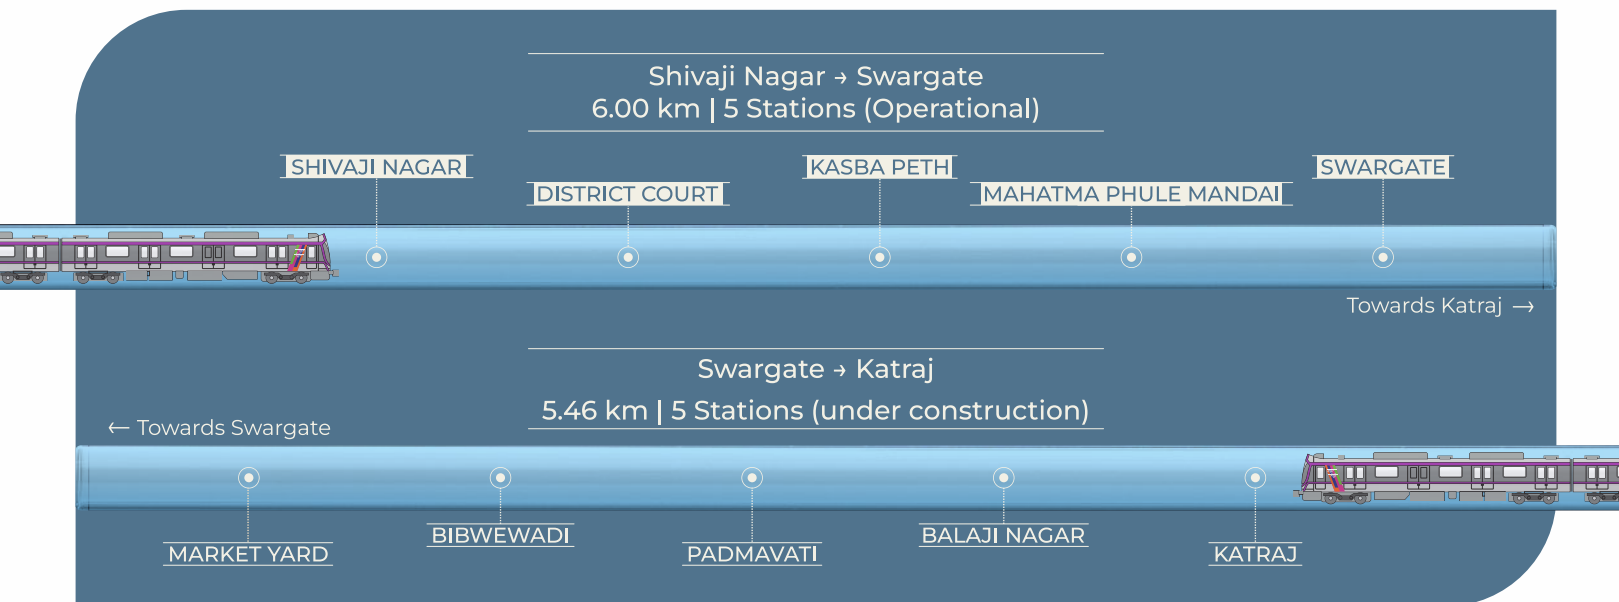 Shivaji Nagar → Swargate
6.00 km | 5 Stations (Operational)
SHIVAJI NAGAR
DISTRICT COURT
KASBA PETH
MAHATMA PHULE MANDAI
SWARGATE
Towards Katraj →
Swargate → Katraj
5.46 km | 5 Stations (under construction)
← Towards Swargate
MARKET YARD
BIBWEWADI
PADMAVATI
BALAJI NAGAR
KATRAJ